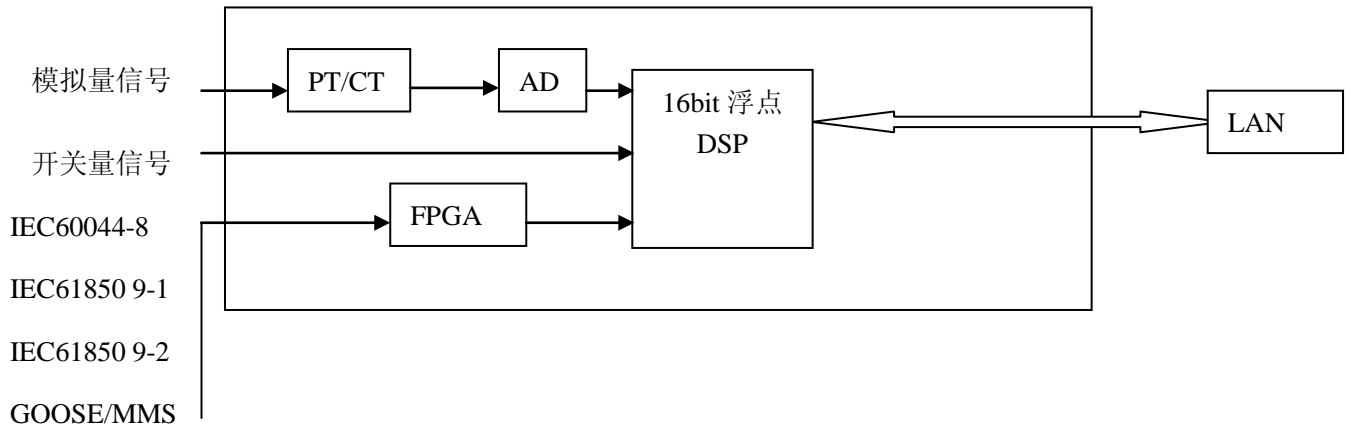 模拟量信号
PT/CT
AD
16bit 浮点
DSP
LAN
开关量信号
IEC60044-8
FPGA
IEC61850 9-1
IEC61850 9-2
GOOSE/MMS